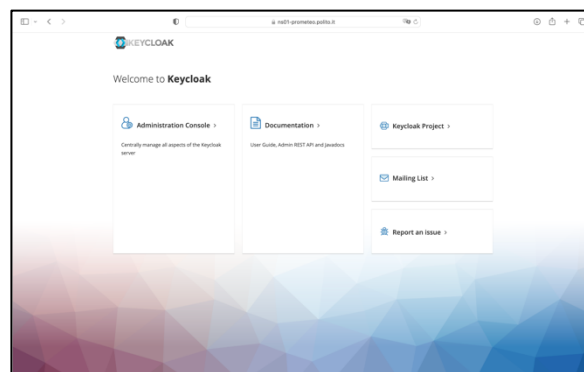 ns01-prometeo.polito.it
KEYCLOAK
Welcome to Keycloak
Administration Console >
Centrally manage all aspects of the Keycloak
server
Documentation >
User Guide, Admin REST API and Javadocs
Keycloak Project >
Mailing List >
Report an issue >